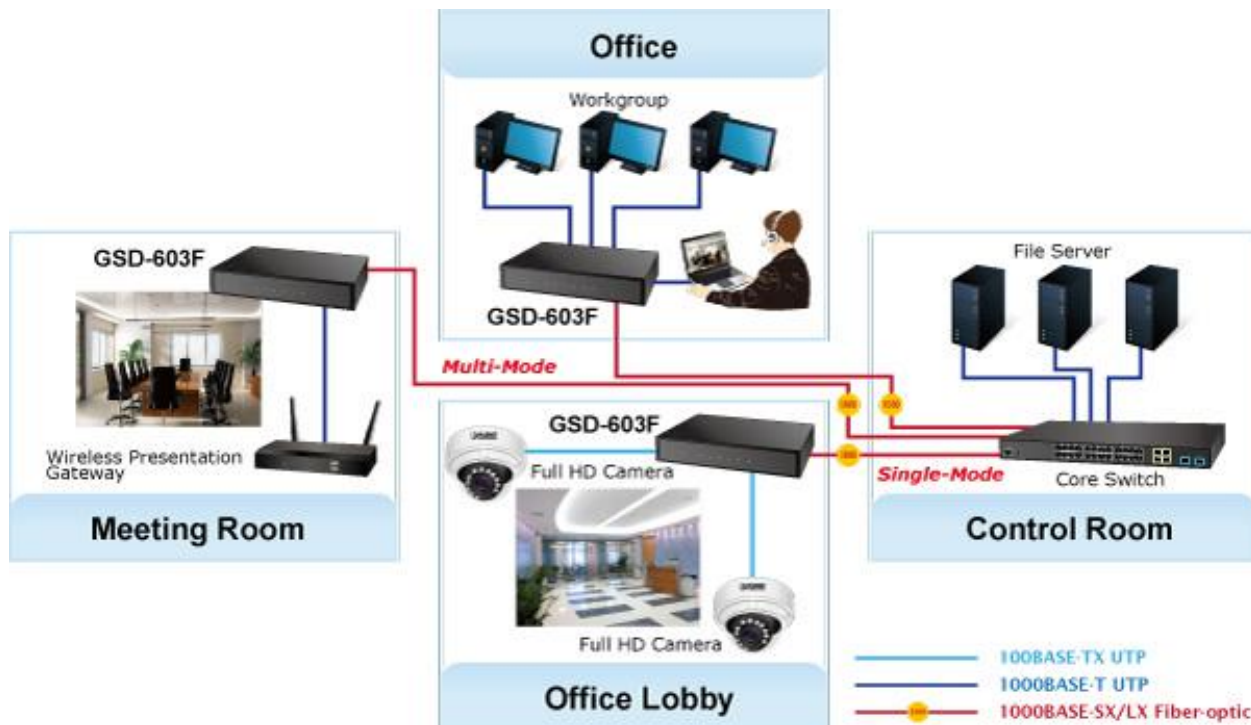 Office
Workgroup
GSD-603F
GSD-603F
Multi-Mode
Wireless Presentation
Gateway
Meeting Room
GSD-603F
Full HD Camera
Full HD Camera
Office Lobby
File Server
Single-Mode
Core Switch
Control Room
100BASE-TX UTP
1000BASE-T UTP
1000BASE-SX/LX Fiber-optic